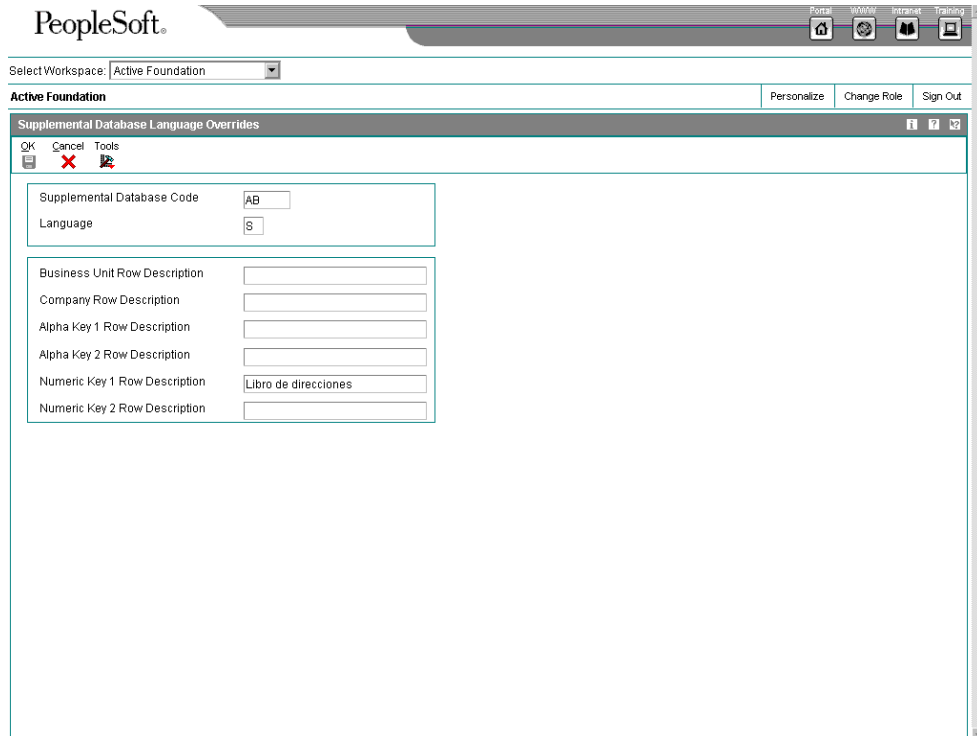 PeopleSoft.
Portal WWW Intranet Training
Select Workspace: Active Foundation
Active Foundation
Personalize Change Role Sign Out
Supplemental Database Language Overrides
OK Cancel Tools
Supplemental Database Code AB
Language S
Business Unit Row Description
Company Row Description
Alpha Key 1 Row Description
Alpha Key 2 Row Description
Numeric Key 1 Row Description Libro de direcciones
Numeric Key 2 Row Description